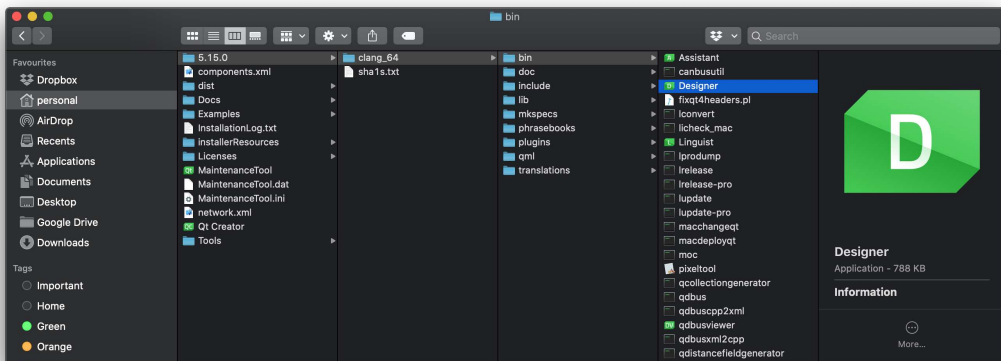 bin
Search
Favourites
Dropbox
personal
AirDrop
Recents
Applications
Documents
Desktop
Google Drive
Downloads
Tags
Important
Home
Green
Orange
5.15.0
components.xml
dist
Docs
Examples
InstallationLog.txt
installerResources
Licenses
MaintenanceTool
MaintenanceTool.dat
MaintenanceTool.ini
network.xml
Qt Creator
Tools
clang_64
sha1s.txt
bin
doc
include
lib
mkspecs
phrasebooks
plugins
qml
translations
Assistant
canbusutil
Designer
fixqt4headers.pl
lconvert
licheck_mac
Linguist
lprodump
lrelease
lrelease-pro
lupdate
lupdate-pro
macchangeqt
macdeployqt
moc
pixeltool
qcollectiongenerator
qdbus
qdbuscpp2xml
qdbusviewer
qdbusxml2cpp
qdistancefieldgenerator
D
Designer
Application - 788 KB
Information
More...